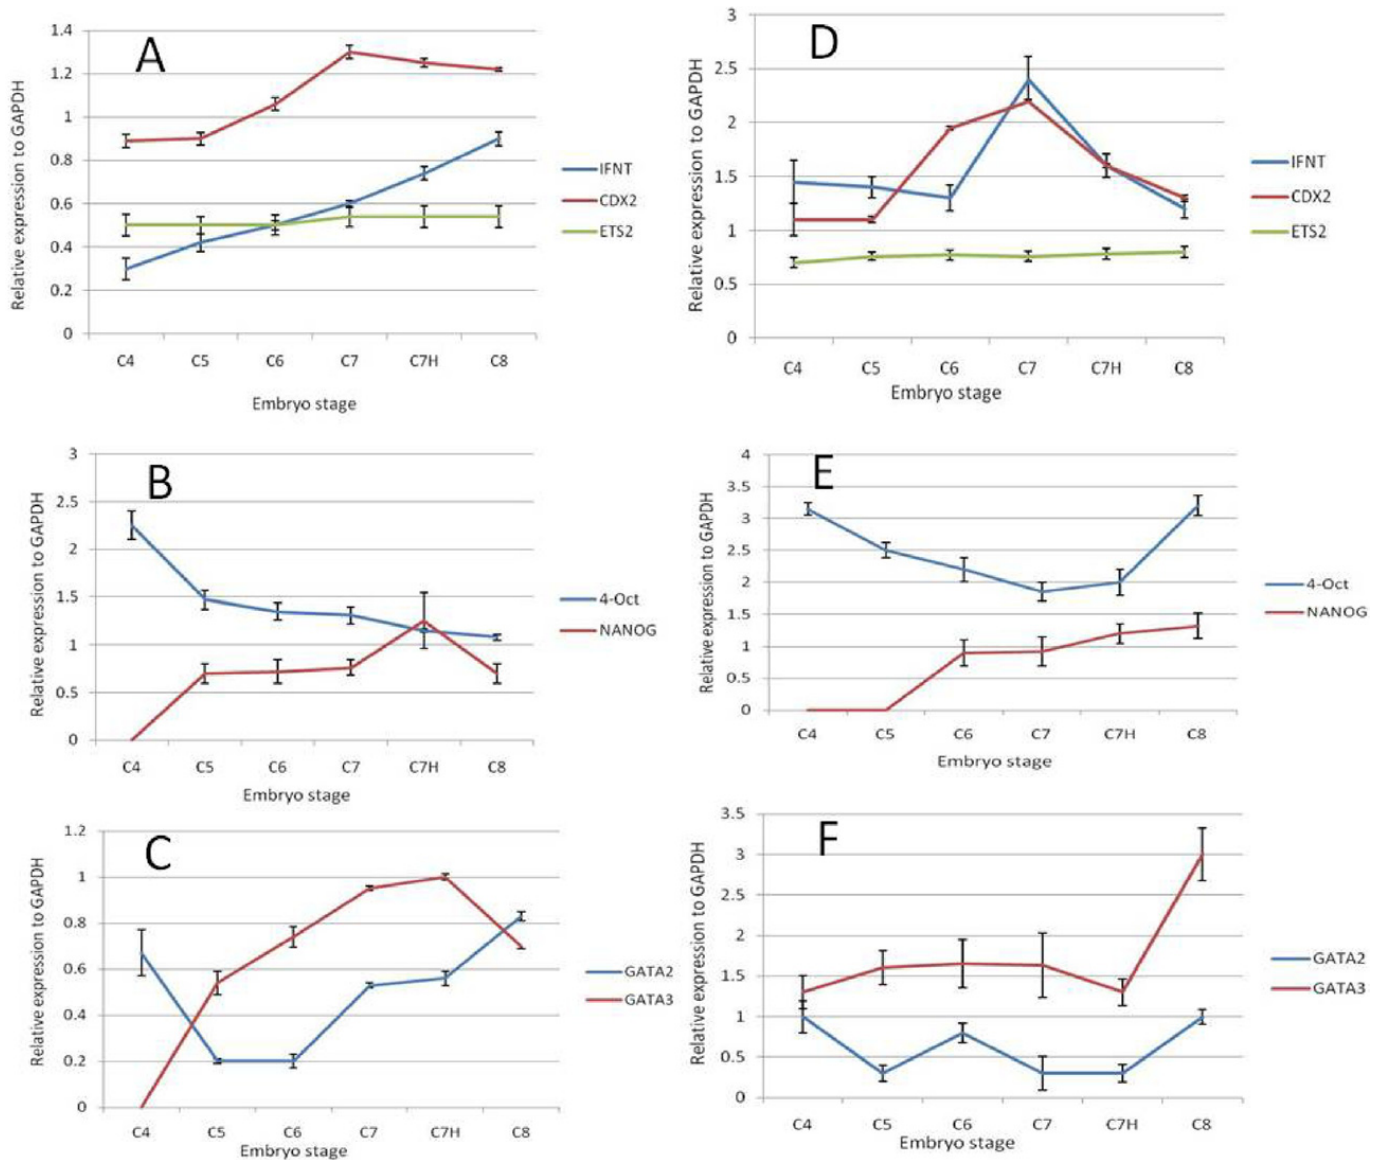 A
Relative expression to GAPDH
1.4
1.2
1
0.8
0.6
0.4
0.2
0
C4 C5 C6 C7 C7H C8
Embryo stage
IFNT
CDX2
ETS2
D
Relative expression to GAPDH
3
2.5
2
1.5
1
0.5
0
C4 C5 C6 C7 C7H C8
Embryo stage
IFNT
CDX2
ETS2
B
Relative expression to GAPDH
3
2.5
2
1.5
1
0.5
0
C4 C5 C6 C7 C7H C8
Embryo stage
4-Oct
NANOG
E
Relative expression to GAPDH
4
3.5
3
2.5
2
1.5
1
0.5
0
C4 C5 C6 C7 C7H C8
Embryo stage
4-Oct
NANOG
C
Relative expression to GAPDH
1.2
1
0.8
0.6
0.4
0.2
0
C4 C5 C6 C7 C7H C8
Embryo stage
GATA2
GATA3
F
Relative expression to GAPDH
3.5
3
2.5
2
1.5
1
0.5
0
C4 C5 C6 C7 C7H C8
Embryo stage
GATA2
GATA3